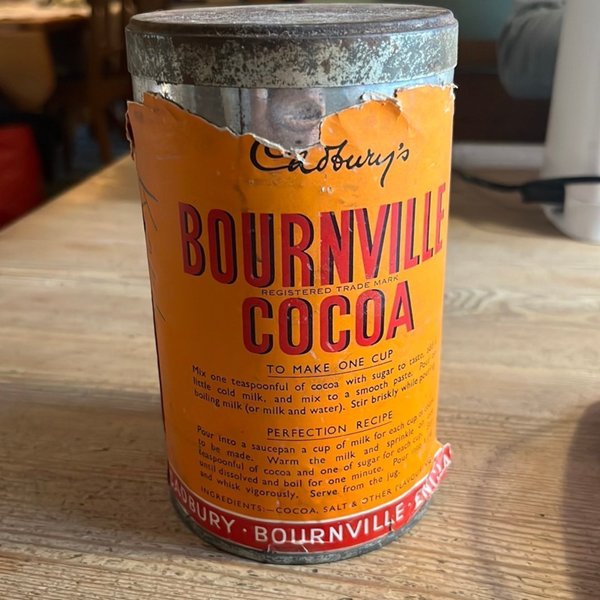 Cadbury's
BOURNVILLE
REGISTERED TRADE MARK
COCOA
TO MAKE ONE CUP
Mix one teaspoonful of cocoa with sugar to taste, add a
little cold milk, and mix to a smooth paste. Pour
boiling milk (or milk and water). Stir briskly while
PERFECTION RECIPE
Pour into a saucepan a cup of milk for each cup of
to be made. Warm the milk and sprinkle
teaspoonful of cocoa and one of sugar for each cup
until dissolved and boil for one minute. Pour
and whisk vigorously. Serve from the jug.
INGREDIENTS:—COCOA, SALT & OTHER
CADBURY · BOURNVILLE ·